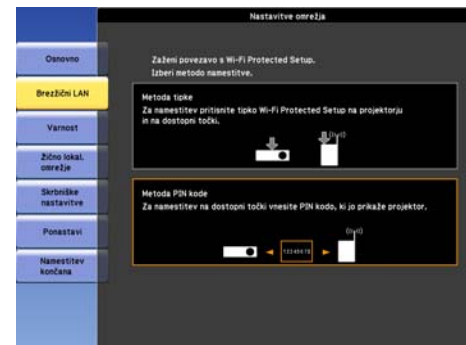 Nastavitve omrežja
Osnovno
Brezžični LAN
Varnost
Žično lokal.
omrežje
Skrbniške
nastavitve
Ponastavi
Namestitev
končana
Zaženi povezavo s Wi-Fi Protected Setup.
Izberi metodo namestitve.
Metoda tipke
Za namestitev pritisnite tipko Wi-Fi Protected Setup na projektorju
in na dostopni točki.
Metoda PIN kode
Za namestitev na dostopni točki vnesite PIN kodo, ki jo prikaže projektor.
12345678